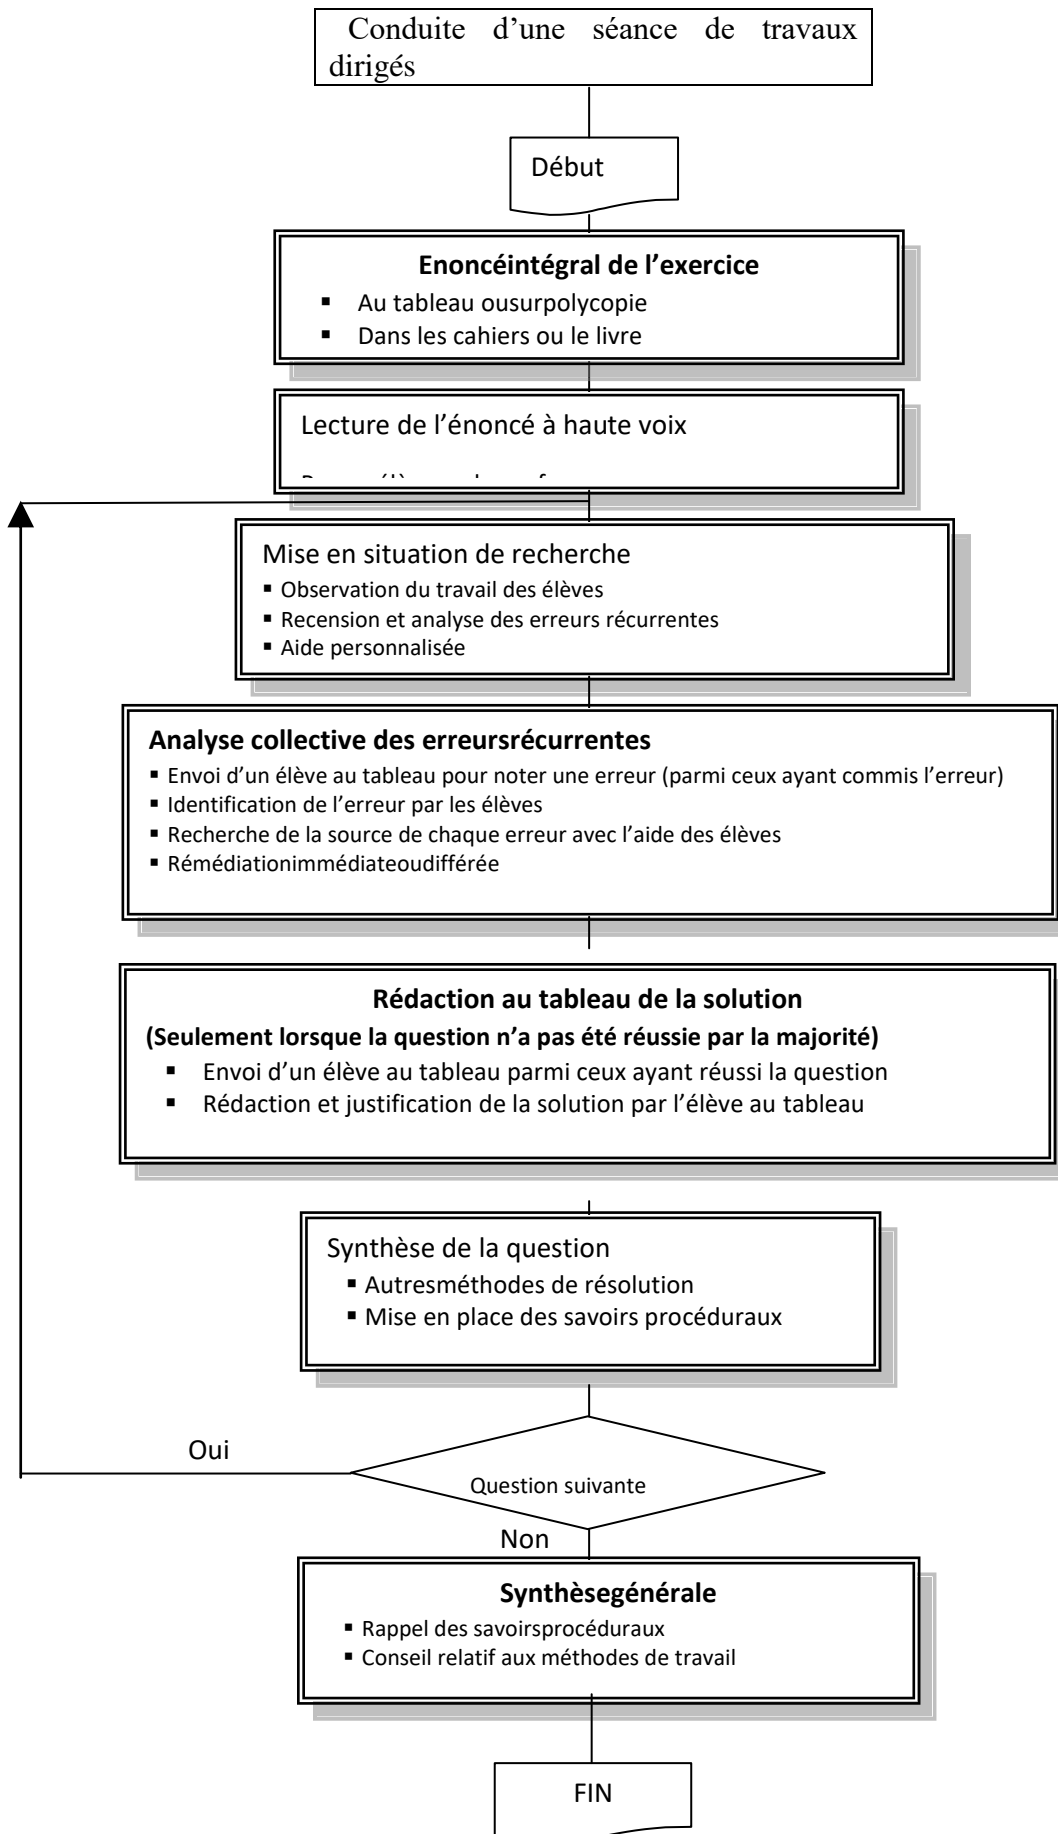 Conduite d’une séance de travaux
dirigés
Début
Enoncéintégral de l’exercice
▪ Au tableau ousurpolycopie
▪ Dans les cahiers ou le livre
Lecture de l’énoncé à haute voix
Mise en situation de recherche
▪ Observation du travail des élèves
▪ Recension et analyse des erreurs récurrentes
▪ Aide personnalisée
Analyse collective des erreursrécurrentes
▪ Envoi d’un élève au tableau pour noter une erreur (parmi ceux ayant commis l’erreur)
▪ Identification de l’erreur par les élèves
▪ Recherche de la source de chaque erreur avec l’aide des élèves
▪ Rémédiationimmédiateoudifférée
Rédaction au tableau de la solution
(Seulement lorsque la question n’a pas été réussie par la majorité)
▪ Envoi d’un élève au tableau parmi ceux ayant réussi la question
▪ Rédaction et justification de la solution par l’élève au tableau
Synthèse de la question
▪ Autresméthodes de résolution
▪ Mise en place des savoirs procéduraux
Oui
Question suivante
Non
Synthèsegénérale
▪ Rappel des savoirsprocéduraux
▪ Conseil relatif aux méthodes de travail
FIN